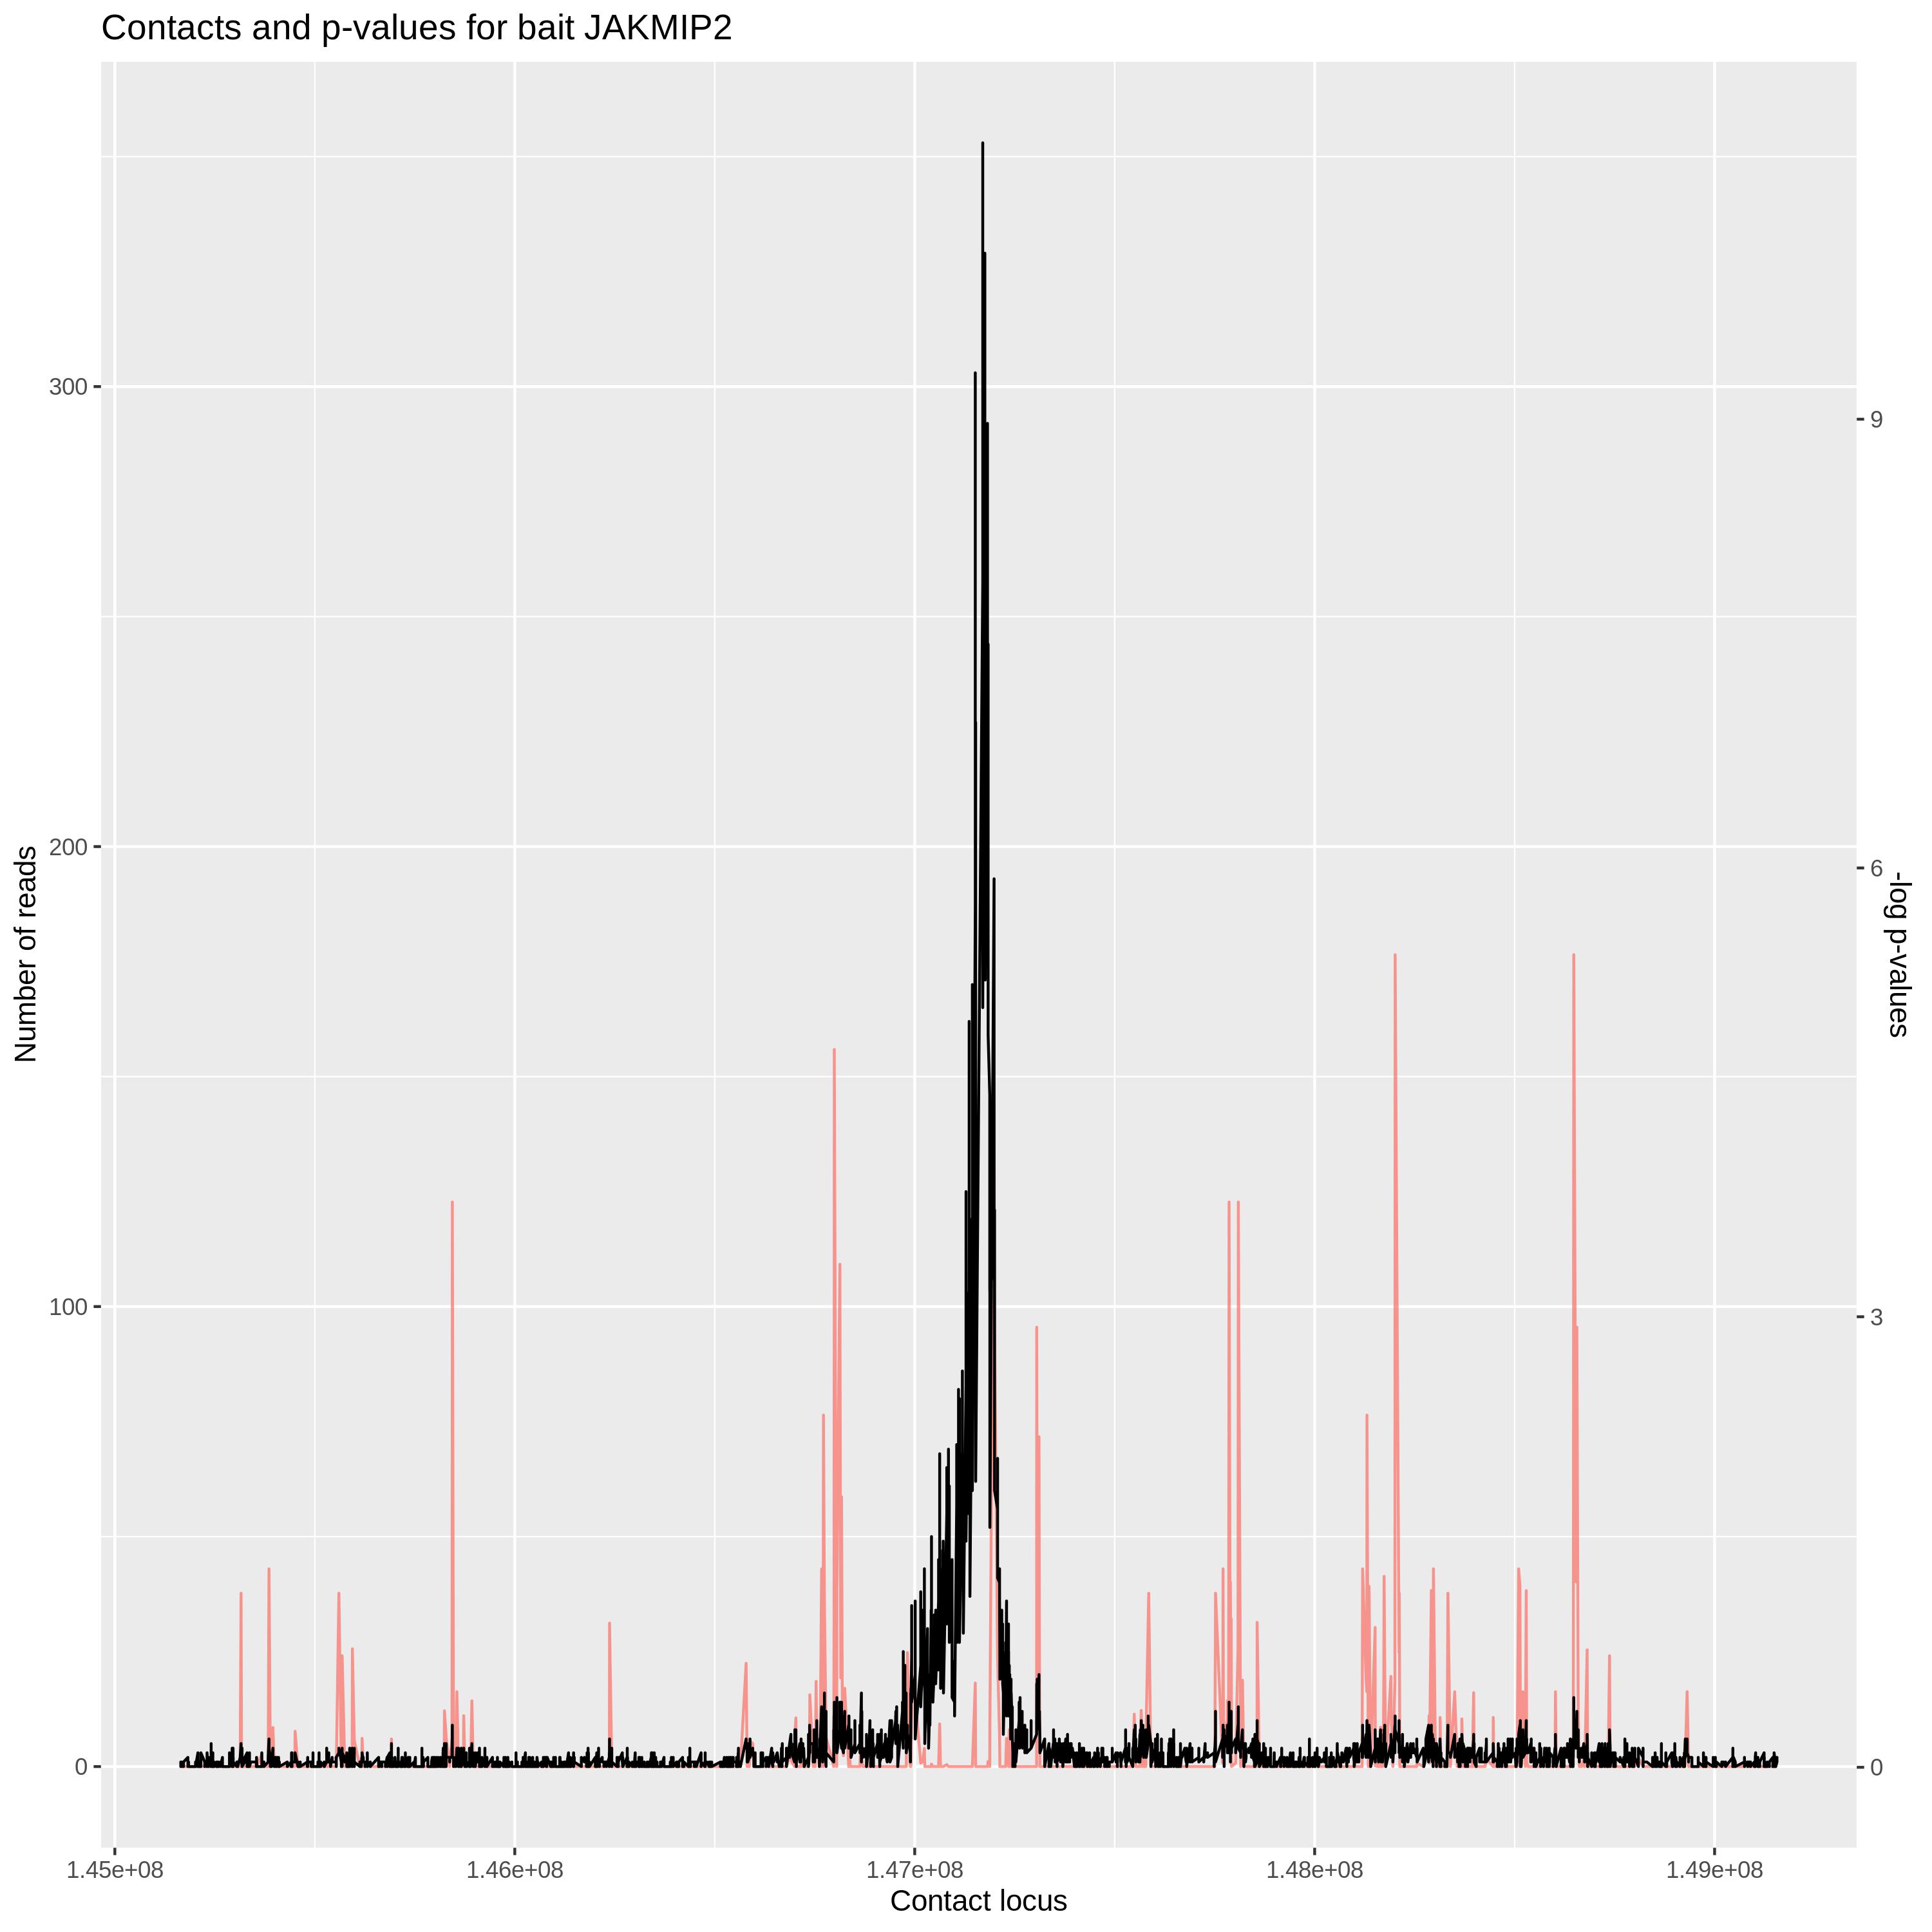 Contacts and p-values for bait JAKMIP2
300
200
100
0
Number of reads
9
6
3
0
-log p-values
1.45e+08 1.46e+08 1.47e+08 1.48e+08 1.49e+08
Contact locus